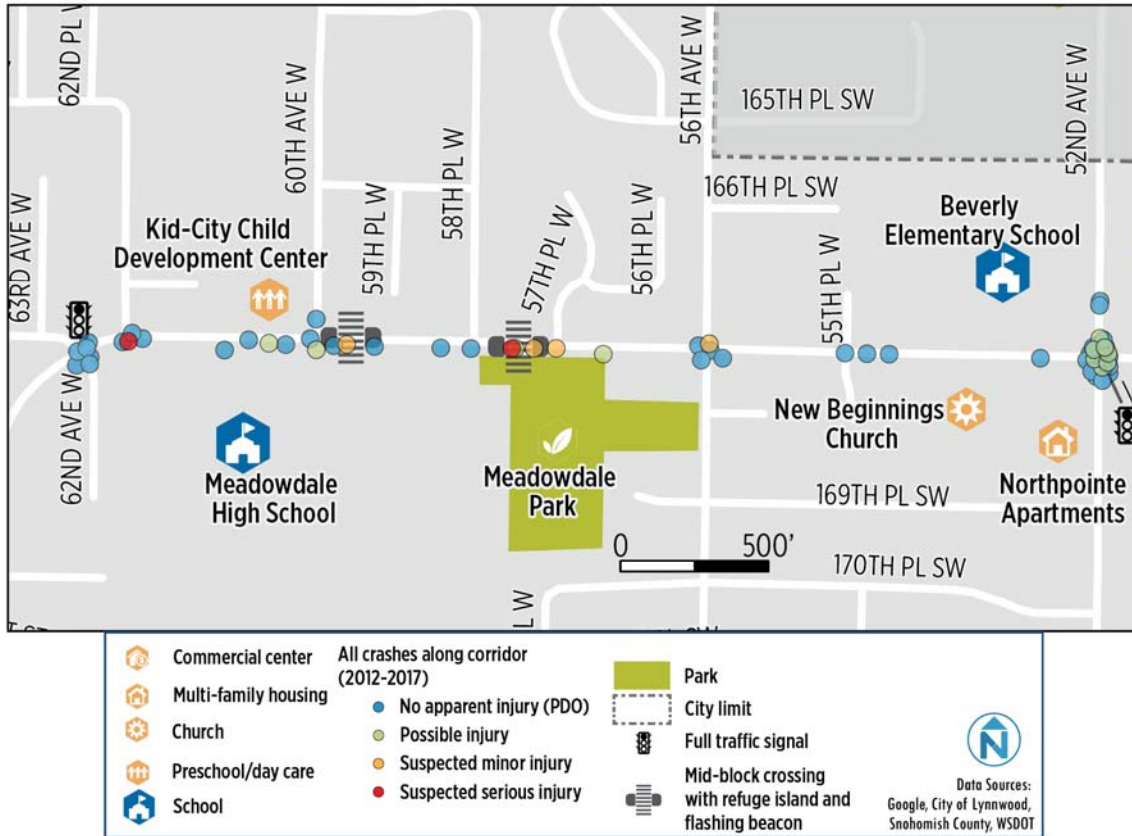 62ND PL W
60TH AVE W
56TH AVE W
165TH PL SW
52ND AVE W
166TH PL SW
63RD AVE W
Kid-City Child
Development Center
59TH PL W
58TH PL W
57TH PL W
56TH PL W
55TH PL W
Beverly
Elementary School
62ND AVE W
Meadowdale
High School
Meadowdale
Park
New Beginnings
Church
Northpointe
Apartments
169TH PL SW
0 500'
170TH PL SW
L W
SW
Commercial center
Multi-family housing
Church
Preschool/day care
School
All crashes along corridor
(2012-2017)
No apparent injury (PDO)
Possible injury
Suspected minor injury
Suspected serious injury
Park
City limit
Full traffic signal
Mid-block crossing
with refuge island and
flashing beacon
N
Data Sources:
Google, City of Lynnwood,
Snohomish County, WSDOT